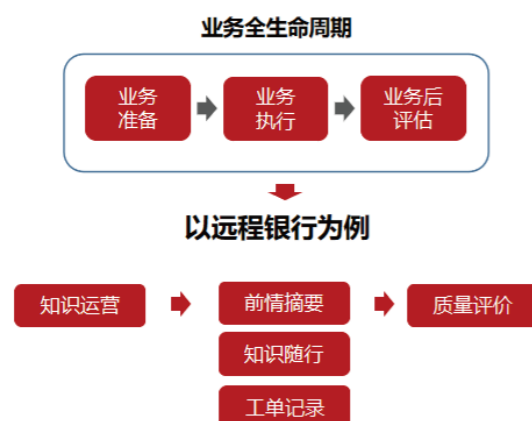 业务全生命周期
业务
准备
业务
执行
业务后
评估
以远程银行为例
知识运营
前情摘要
质量评价
知识随行
工单记录